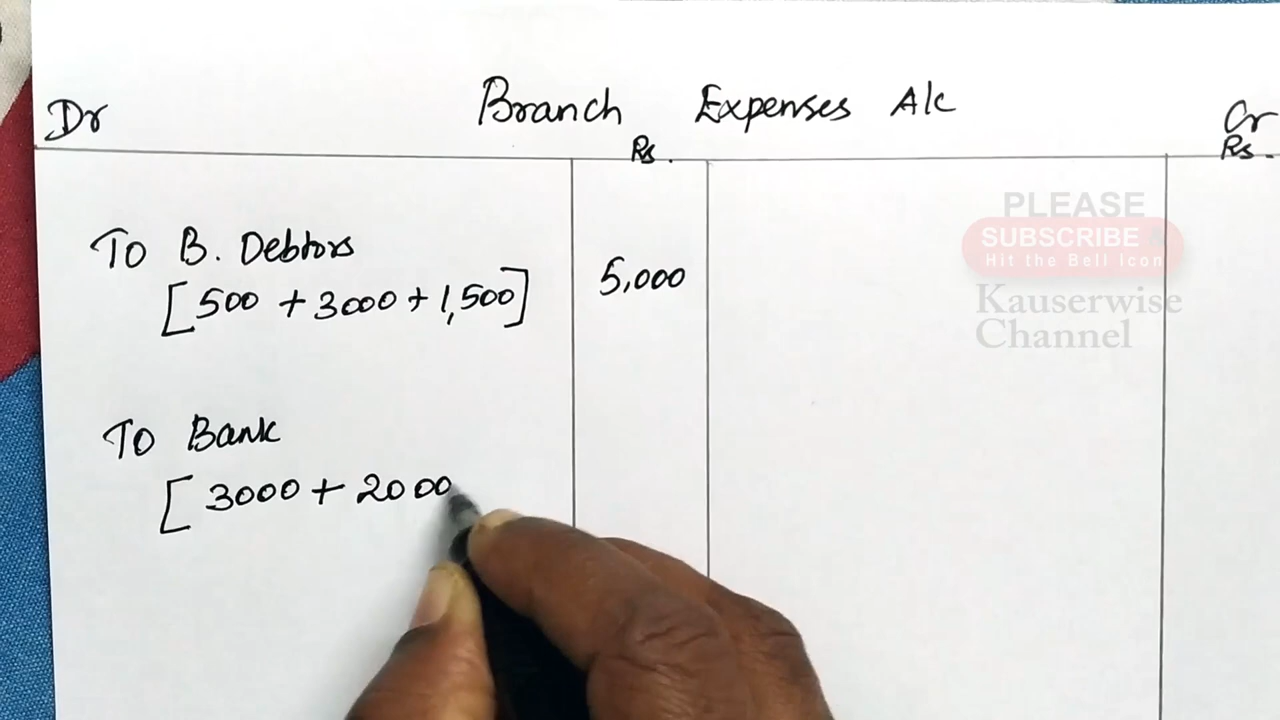 Dr Branch Expenses A/c Cr
Rs. Rs.
To B. Debtors
[500 + 3000 + 1,500] 5,000
To Bank
[3000 + 2000
PLEASE
SUBSCRIBE
Hit the Bell Icon
Kauserwise
Channel